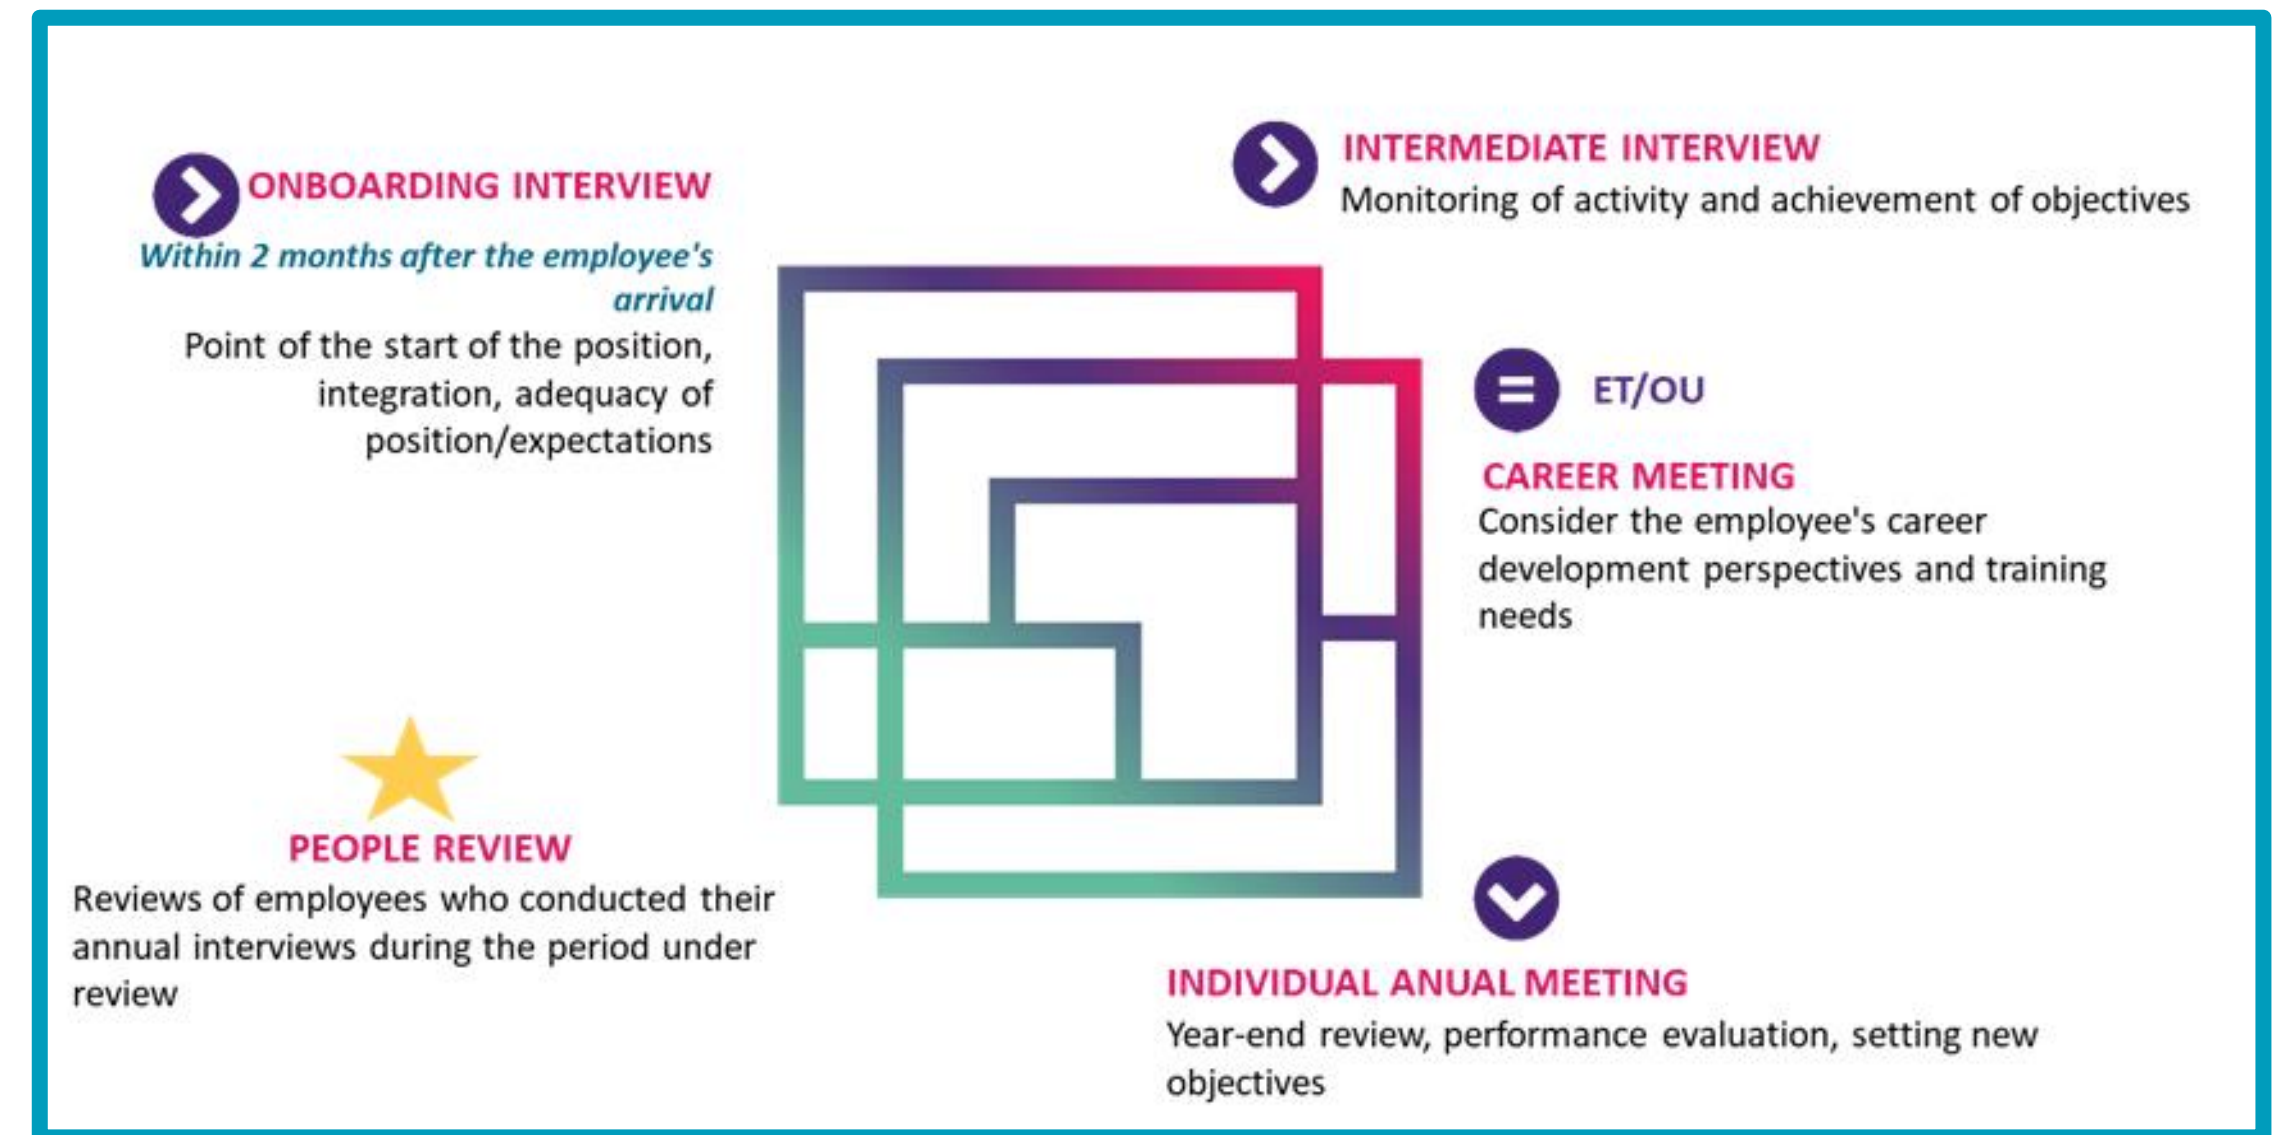 ONBOARDING INTERVIEW
Within 2 months after the employee's
arrival
Point of the start of the position,
integration, adequacy of
position/expectations
INTERMEDIATE INTERVIEW
Monitoring of activity and achievement of objectives
ET/OU
CAREER MEETING
Consider the employee's career
development perspectives and training
needs
PEOPLE REVIEW
Reviews of employees who conducted their
annual interviews during the period under
review
INDIVIDUAL ANUAL MEETING
Year-end review, performance evaluation, setting new
objectives